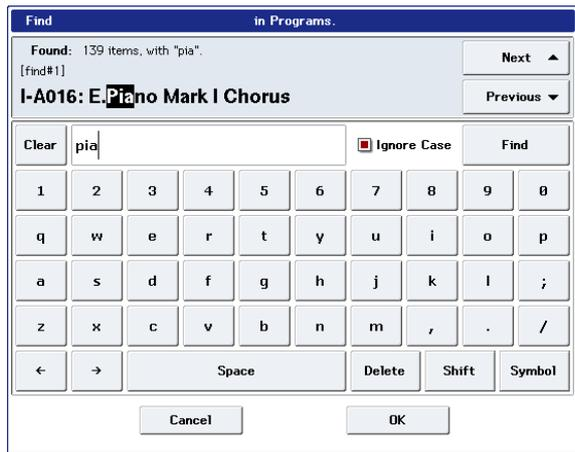 Find in Programs.
Found: 139 items, with "pia".
Next ▲
[find#1]
I-A016: E.Piano Mark I Chorus
Previous ▼
Clear pia Ignore Case Find
1 2 3 4 5 6 7 8 9 0
q w e r t y u i o p
a s d f g h j k l ;
z x c v b n m , . /
← → Space Delete Shift Symbol
Cancel OK